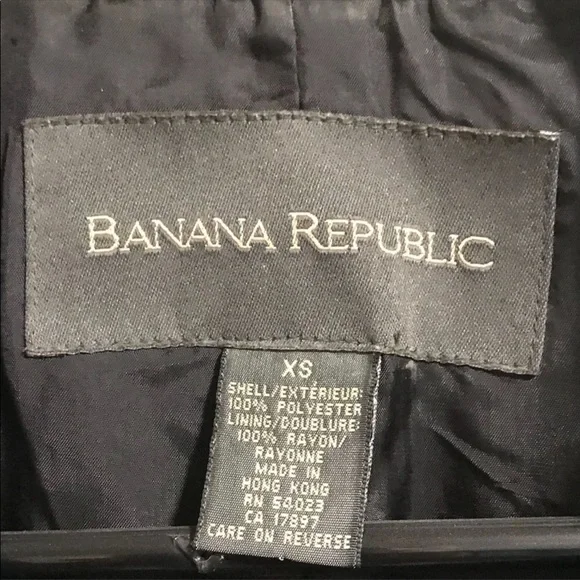 BANANA REPUBLIC
XS
SHELL/EXTÉRIEUR:
100% POLYESTER
LINING/DOUBLURE:
100% RAYON/
RAYONNE
MADE IN
HONG KONG
RN 54023
CA 17897
CARE ON REVERSE